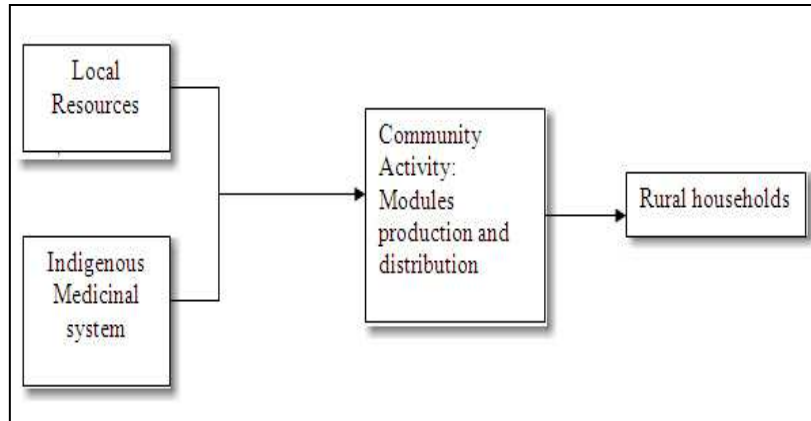 Local
Resources
Indigenous
Medicinal
system
Community
Activity:
Modules
production and
distribution
Rural households